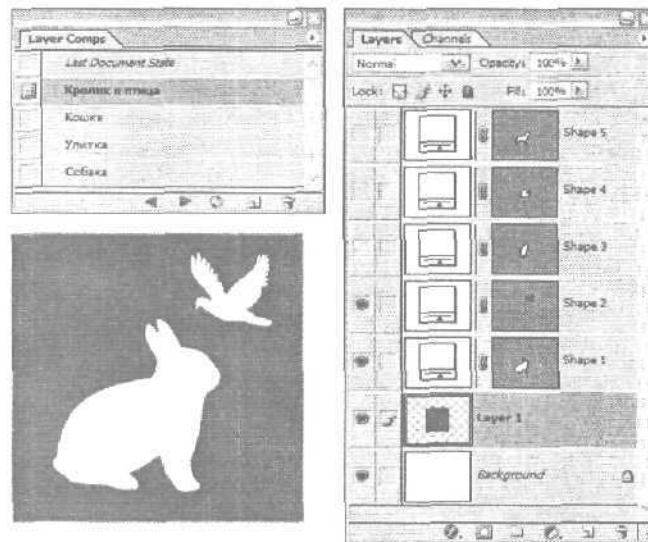 Layer Comps
Last Document State
Кролик и птица
Кошка
Улитка
Собака
Layers
Channels
Normal
Opacity: 100%
Lock:
Fill: 100%
Shape 5
Shape 4
Shape 3
Shape 2
Shape 1
Layer 1
Background